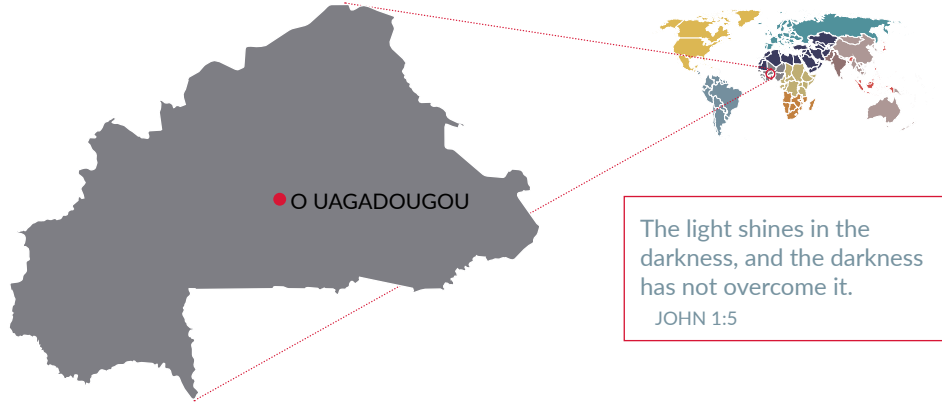 O UAGADOUGOU
The light shines in the
darkness, and the darkness
has not overcome it.
JOHN 1:5